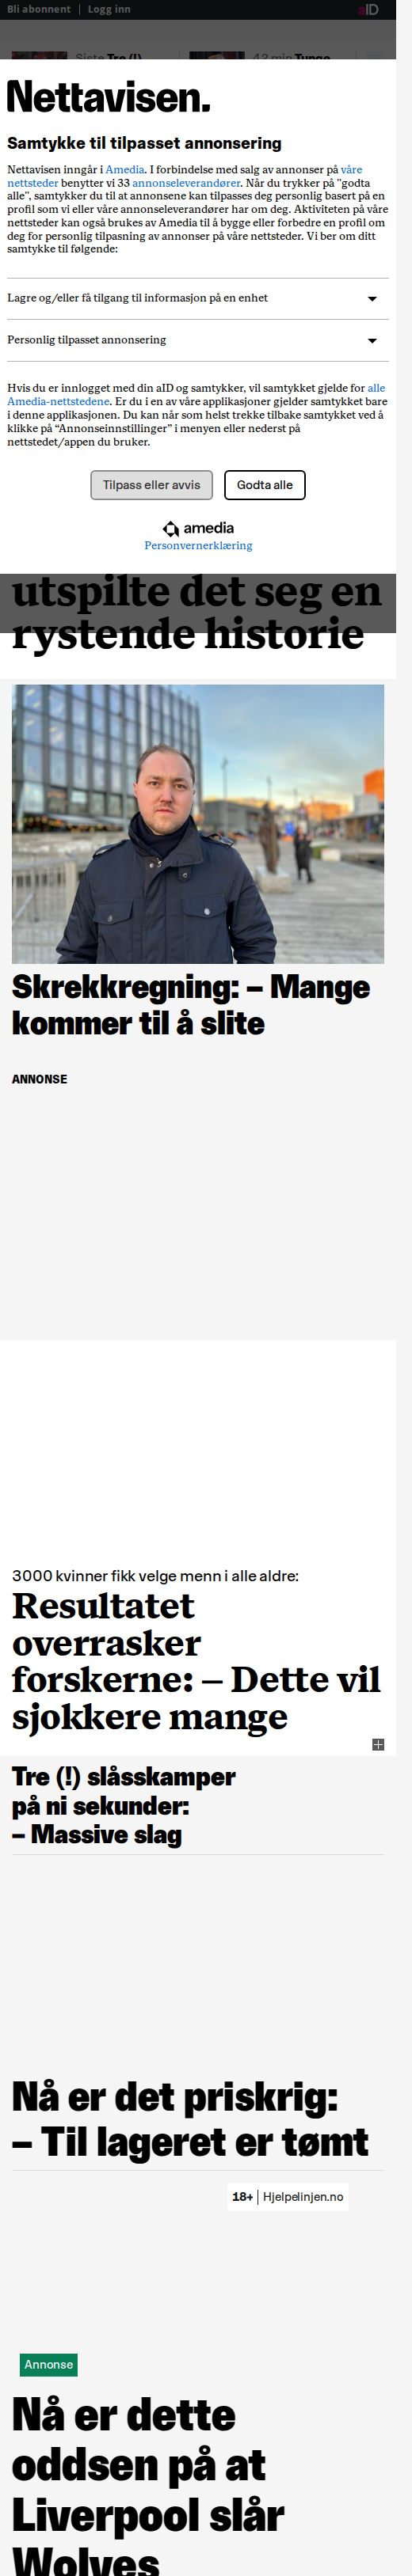 Bli abonnent | Logg inn
aID
Siste Tre (!)
42 min Tunge
Nettavisen.
Samtykke til tilpasset annonsering
Nettavisen inngår i Amedia. I forbindelse med salg av annonser på våre
nettsteder benytter vi 33 annonseleverandører. Når du trykker på "godta
alle", samtykker du til at annonsene kan tilpasses deg personlig basert på en
profil som vi eller våre annonseleverandører har om deg. Aktiviteten på våre
nettsteder kan også brukes av Amedia til å bygge eller forbedre en profil om
deg for personlig tilpasning av annonser på våre nettsteder. Vi ber om ditt
samtykke til følgende:
Lagre og/eller få tilgang til informasjon på en enhet
Personlig tilpasset annonsering
Hvis du er innlogget med din aID og samtykker, vil samtykket gjelde for alle
Amedia-nettstedene. Er du i en av våre applikasjoner gjelder samtykket bare
i denne applikasjonen. Du kan når som helst trekke tilbake samtykket ved å
klikke på “Annonseinnstillinger” i menyen eller nederst på
nettstedet/appen du bruker.
Tilpass eller avvis
Godta alle
amedia
Personvernerklæring
utspilte det seg en
rystende historie
Skrekkregning: – Mange
kommer til å slite
ANNONSE
3000 kvinner fikk velge menn i alle aldre:
Resultatet
overrasker
forskerne: – Dette vil
sjokkere mange
Tre (!) slåsskamper
på ni sekunder:
– Massive slag
Nå er det priskrig:
– Til lageret er tømt
18+ | Hjelpelinjen.no
Annonse
Nå er dette
oddsen på at
Liverpool slår
Wolves